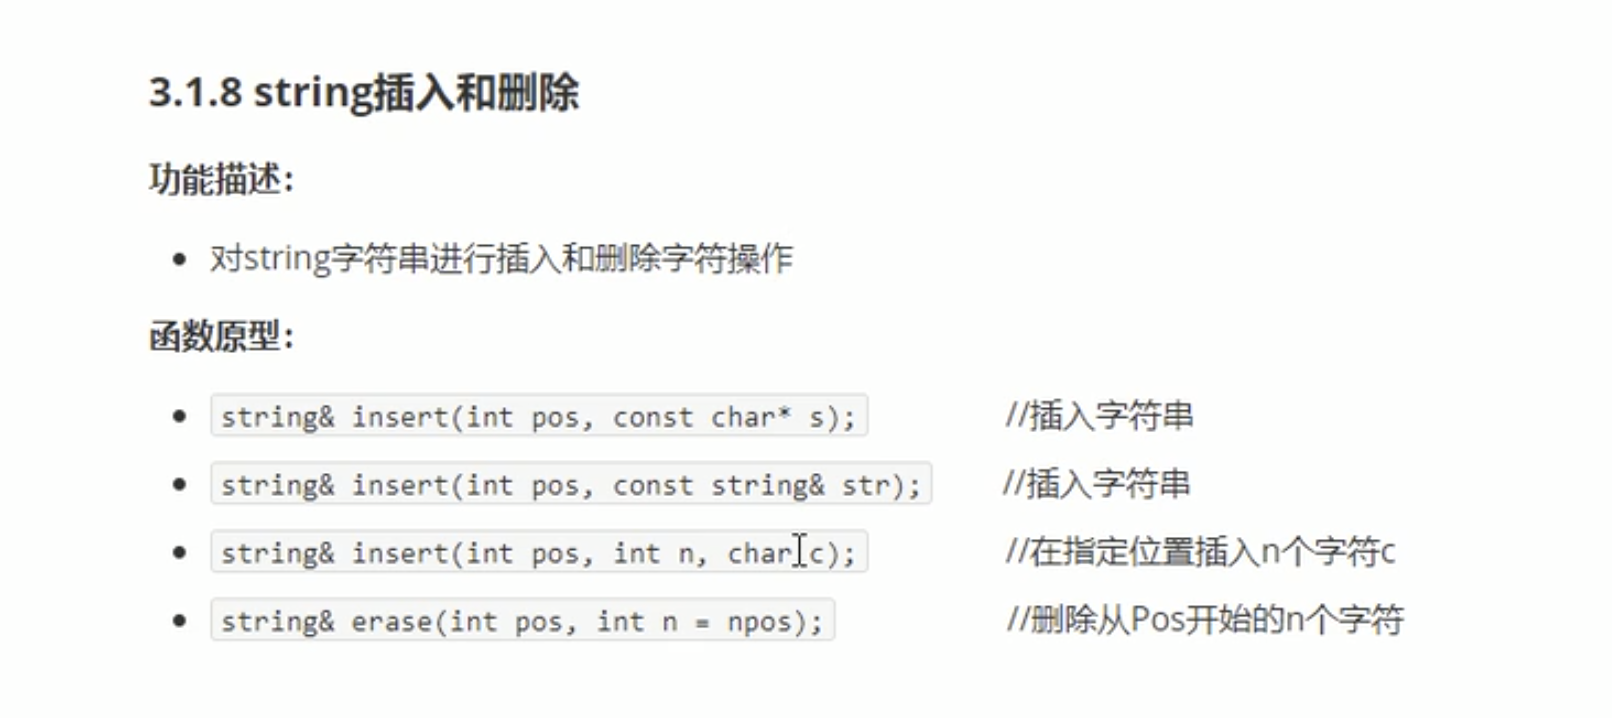 3.1.8 string插入和删除
功能描述：
• 对string字符串进行插入和删除字符操作
函数原型：
• string& insert(int pos, const char* s); //插入字符串
• string& insert(int pos, const string& str); //插入字符串
• string& insert(int pos, int n, char c); //在指定位置插入n个字符c
• string& erase(int pos, int n = npos); //删除从Pos开始的n个字符